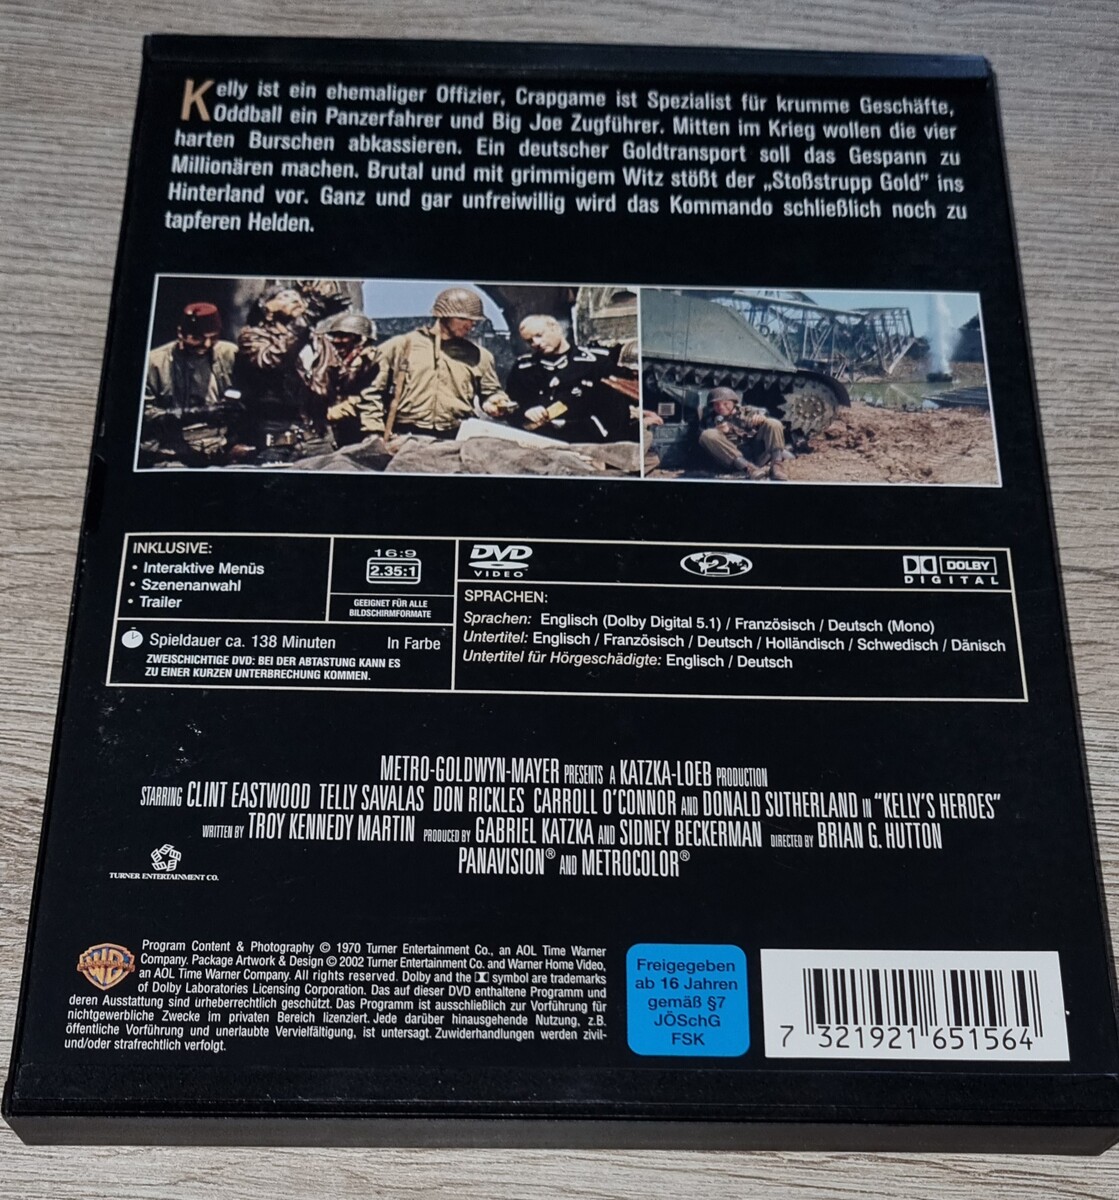 Kelly ist ein ehemaliger Offizier, Crapgame ist Spezialist für krumme Geschäfte,
Oddball ein Panzerfahrer und Big Joe Zugführer. Mitten im Krieg wollen die vier
harten Burschen abkassieren. Ein deutscher Goldtransport soll das Gespann zu
Millionären machen. Brutal und mit grimmigem Witz stößt der „Stoßstrupp Gold" ins
Hinterland vor. Ganz und gar unfreiwillig wird das Kommando schließlich noch zu
tapferen Helden.
INKLUSIVE:
• Interaktive Menüs
• Szenenanwahl
• Trailer
16:9
2.35:1
GEEIGNET FÜR ALLE
BILDSCHIRMFORMATE
Spieldauer ca. 138 Minuten In Farbe
ZWEISCHICHTIGE DVD: BEI DER ABTASTUNG KANN ES
ZU EINER KURZEN UNTERBRECHUNG KOMMEN.
DVD
VIDEO
2
DOLBY
DIGITAL
SPRACHEN:
Sprachen: Englisch (Dolby Digital 5.1) / Französisch / Deutsch (Mono)
Untertitel: Englisch / Französisch / Deutsch / Holländisch / Schwedisch / Dänisch
Untertitel für Hörgeschädigte: Englisch / Deutsch
METRO-GOLDWYN-MAYER PRESENTS A KATZKA-LOEB PRODUCTION
STARRING CLINT EASTWOOD TELLY SAVALAS DON RICKLES CARROLL O'CONNOR AND DONALD SUTHERLAND IN "KELLY'S HEROES"
WRITTEN BY TROY KENNEDY MARTIN PRODUCED BY GABRIEL KATZKA AND SIDNEY BECKERMAN DIRECTED BY BRIAN G. HUTTON
PANAVISION® AND METROCOLOR®
TURNER ENTERTAINMENT CO.
WB
Program Content & Photography © 1970 Turner Entertainment Co., an AOL Time Warner
Company. Package Artwork & Design © 2002 Turner Entertainment Co. and Warner Home Video,
an AOL Time Warner Company. All rights reserved. Dolby and the symbol are trademarks
of Dolby Laboratories Licensing Corporation. Das auf dieser DVD enthaltene Programm und
deren Ausstattung sind urheberrechtlich geschützt. Das Programm ist ausschließlich zur Vorführung für
nichtgewerbliche Zwecke im privaten Bereich lizenziert. Jede darüber hinausgehende Nutzung, z.B.
öffentliche Vorführung und unerlaubte Vervielfältigung, ist untersagt. Zuwiderhandlungen werden zivil-
und/oder strafrechtlich verfolgt.
Freigegeben
ab 16 Jahren
gemäß §7
JÖSchG
FSK
7 321921 651564